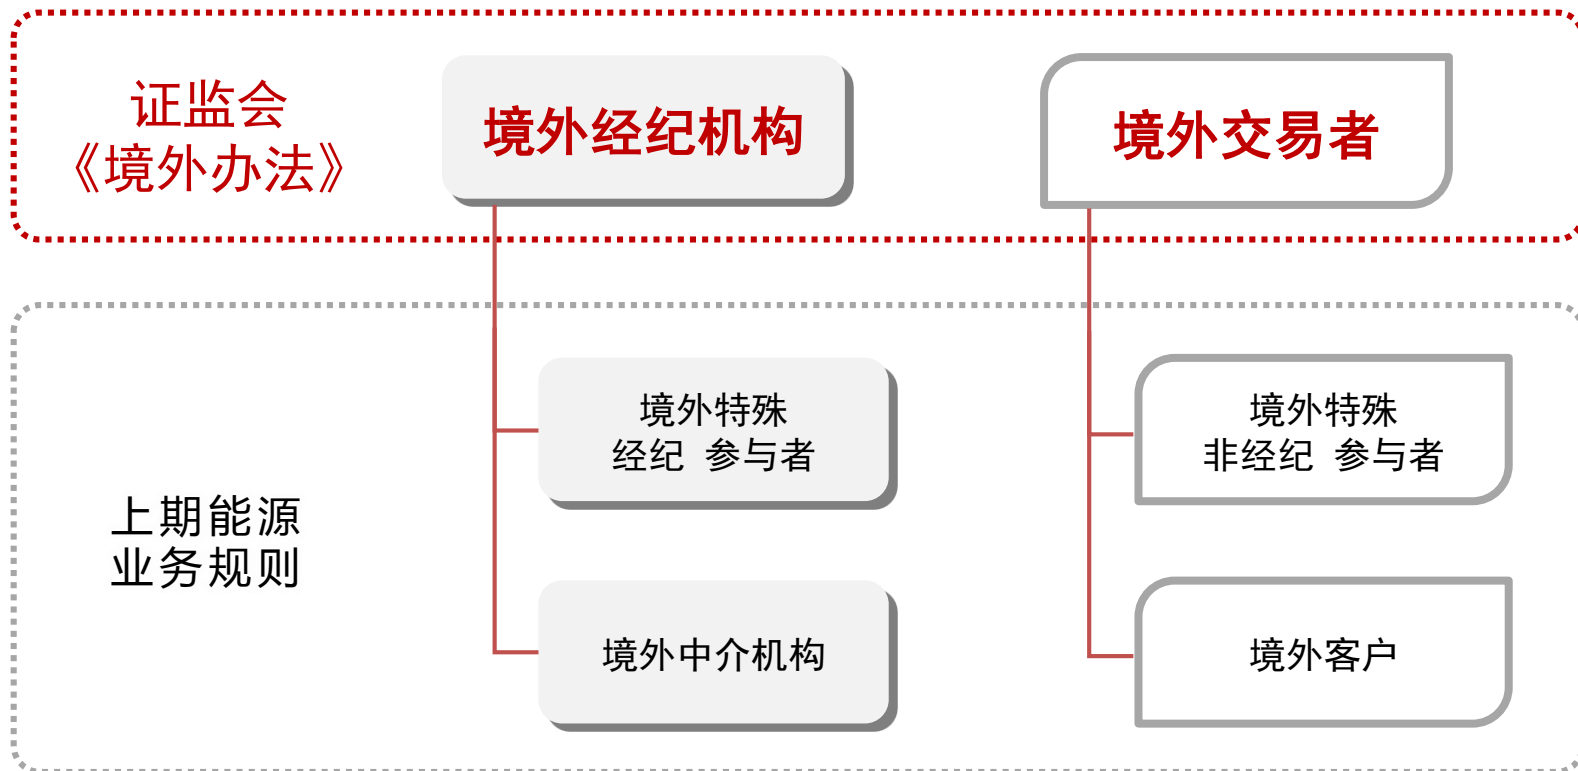 证监会
《境外办法》
境外经纪机构
境外交易者
上期能源
业务规则
境外特殊
经纪 参与者
境外特殊
非经纪 参与者
境外中介机构
境外客户